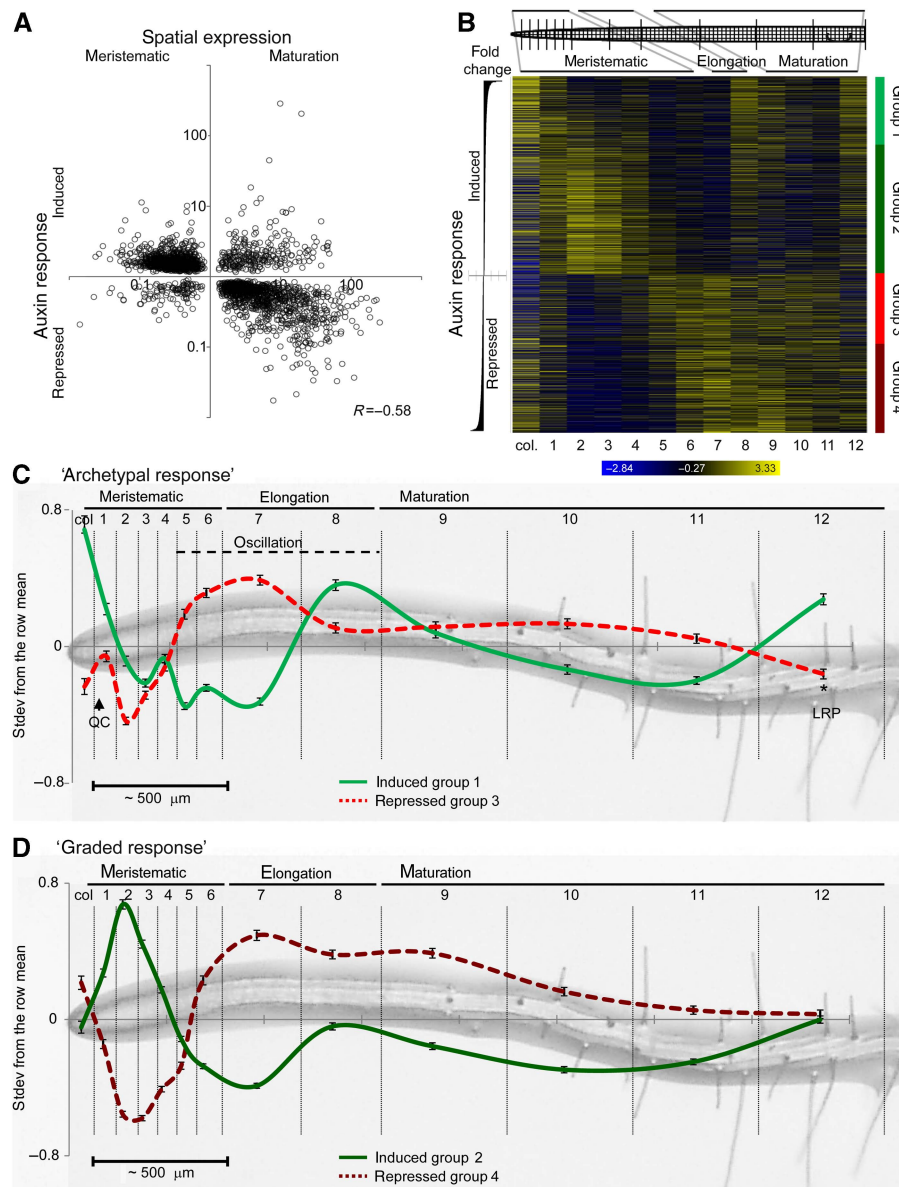 A
Spatial expression
Meristematic
Maturation
100
10
0.1
100
0.1
Auxin response
Induced
Repressed
R=−0.58
B
Fold
change
Meristematic
Elongation
Maturation
Auxin response
Induced
Repressed
Group 1
Group 2
Group 3
Group 4
col. 1 2 3 4 5 6 7 8 9 10 11 12
−2.84 −0.27 3.33
C
‘Archetypal response’
Meristematic
Elongation
Maturation
0.8
col 1 2 3 4 5 6 7 8 9 10 11 12
Oscillation
0
Stdev from the row mean
QC
*
LRP
−0.8
~ 500 μm
Induced group 1
Repressed group 3
D
‘Graded response’
Meristematic
Elongation
Maturation
0.8
col 1 2 3 4 5 6 7 8 9 10 11 12
0
Stdev from the row mean
−0.8
~ 500 μm
Induced group 2
Repressed group 4